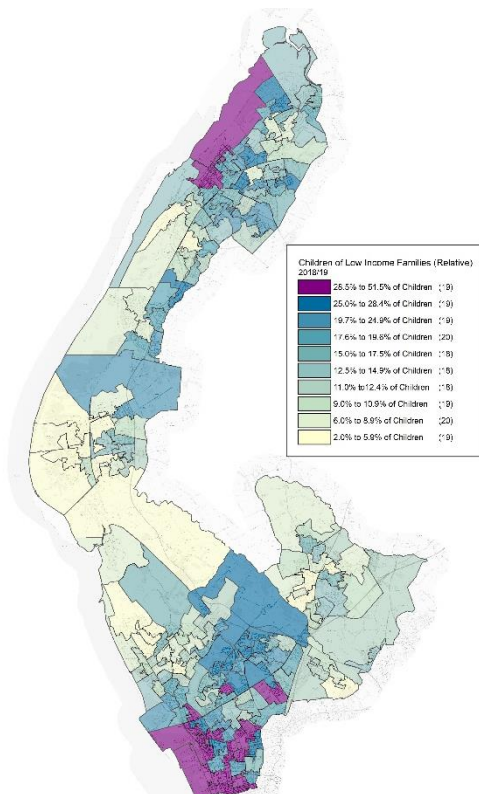 Children of Low Income Families (Relative)
2018/19
28.5% to 51.5% of Children (19)
25.0% to 28.4% of Children (19)
19.7% to 24.9% of Children (19)
17.6% to 19.6% of Children (20)
15.0% to 17.5% of Children (18)
12.5% to 14.9% of Children (18)
11.0% to 12.4% of Children (18)
9.0% to 10.9% of Children (19)
6.0% to 8.9% of Children (20)
2.0% to 5.9% of Children (19)